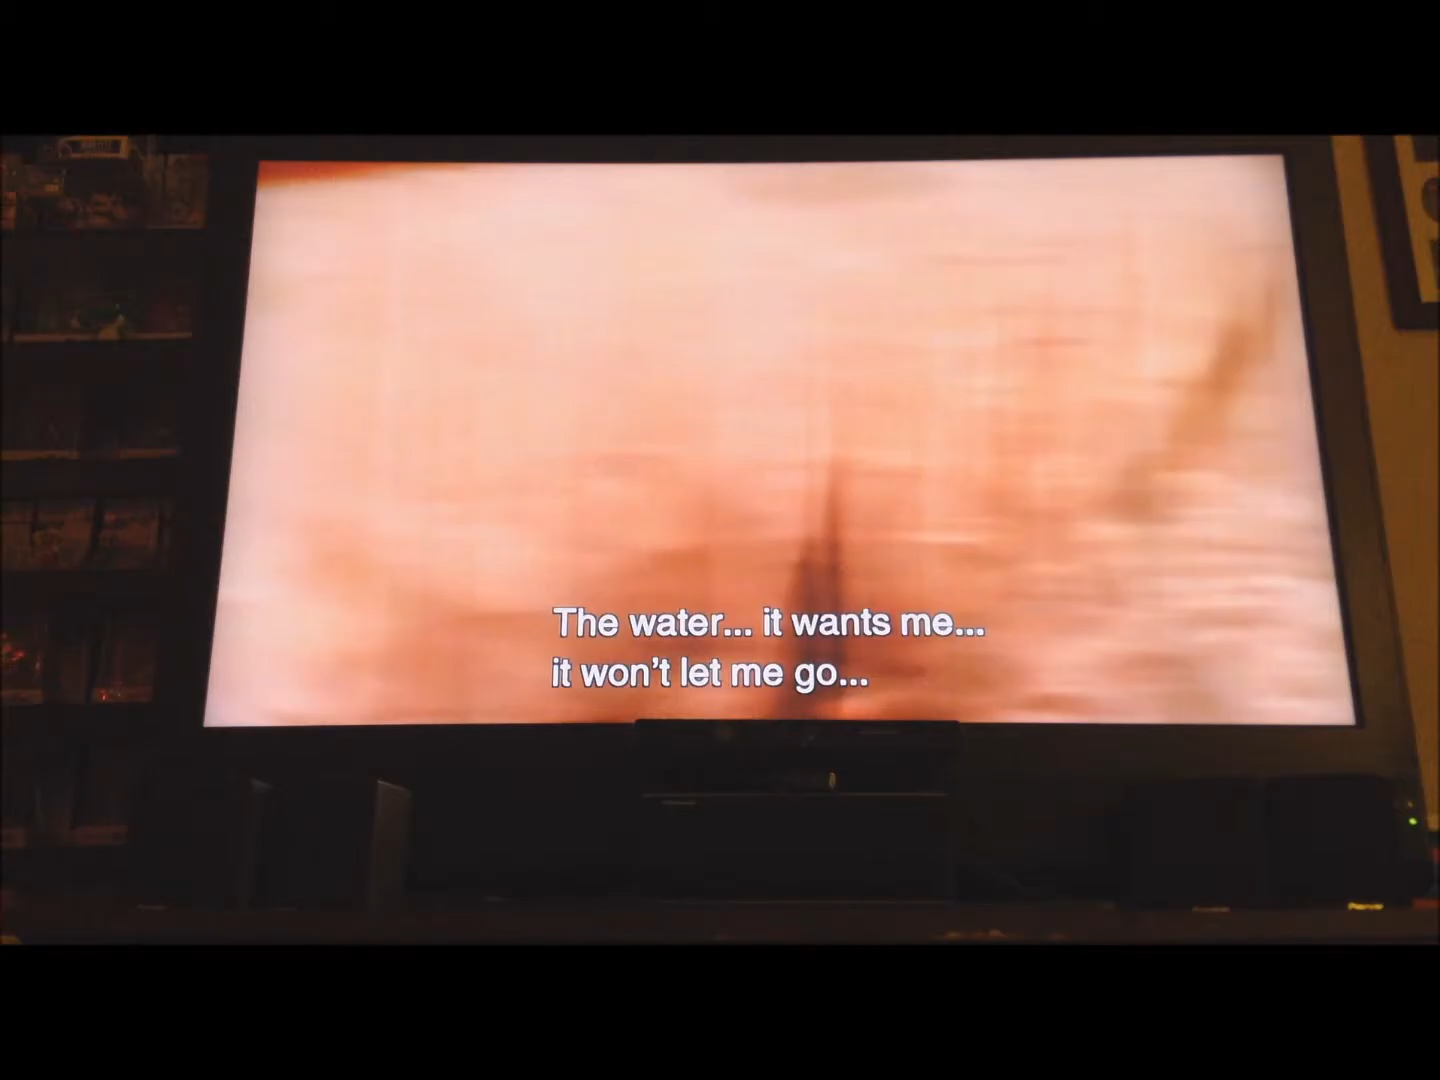 The water... it wants me...
it won't let me go...